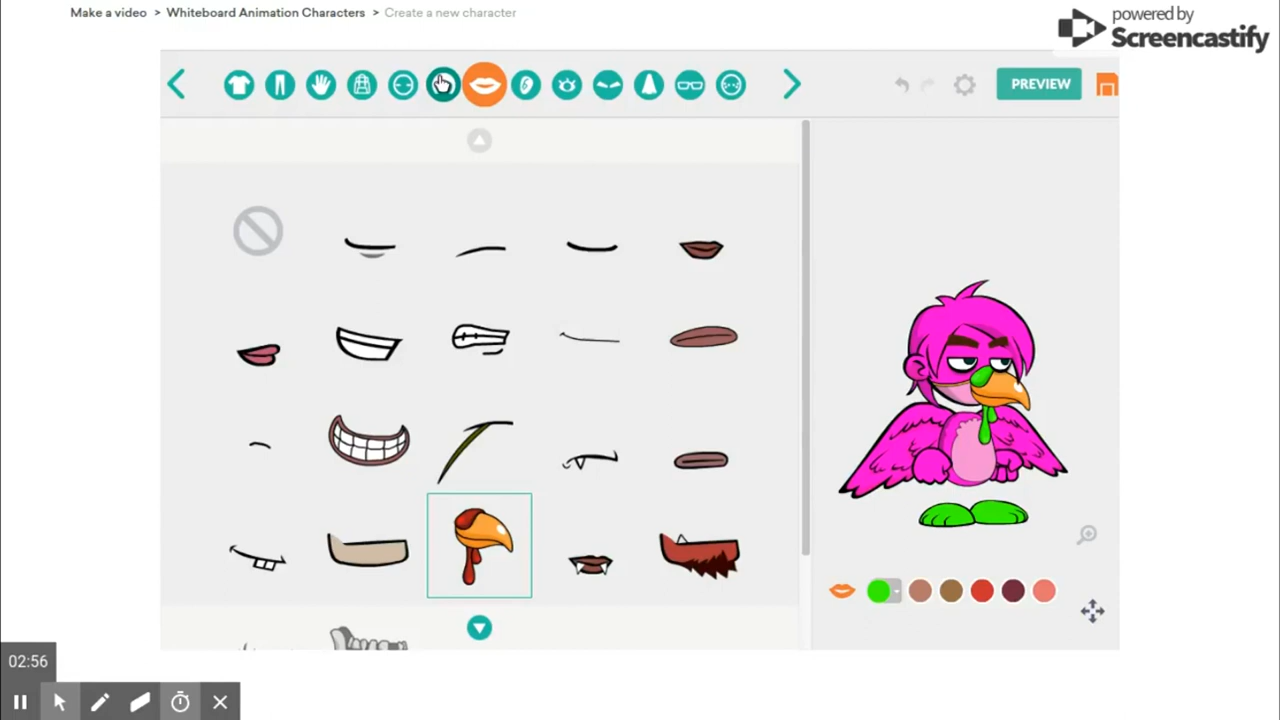 Make a video > Whiteboard Animation Characters > Create a new character
powered by
Screencastify
PREVIEW
02:56